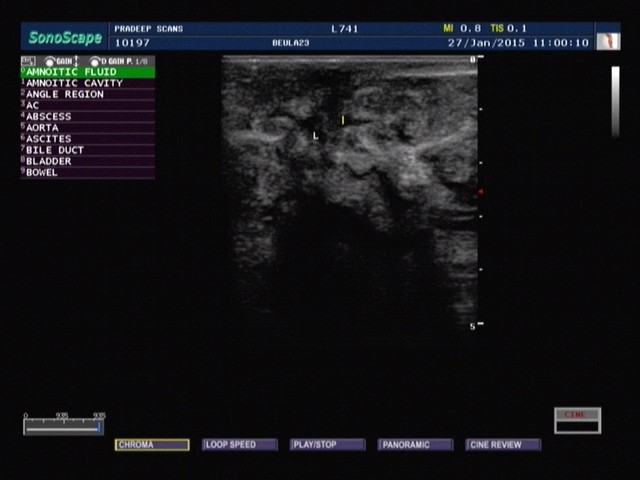 SonoScape
PRADEEP SCANS L741 MI 0.8 TIS 0.1
10197 BEULA23 27/Jan/2015 11:00:10
GAIN D GAIN P. 1/8
0 AMNOITIC FLUID
1 AMNOITIC CAVITY
2 ANGLE REGION
3 AC
4 ABSCESS
5 AORTA
6 ASCITES
7 BILE DUCT
8 BLADDER
9 BOWEL
0
L
5
0 935 935
CINE
CHROMA LOOP SPEED PLAY/STOP PANORAMIC CINE REVIEW